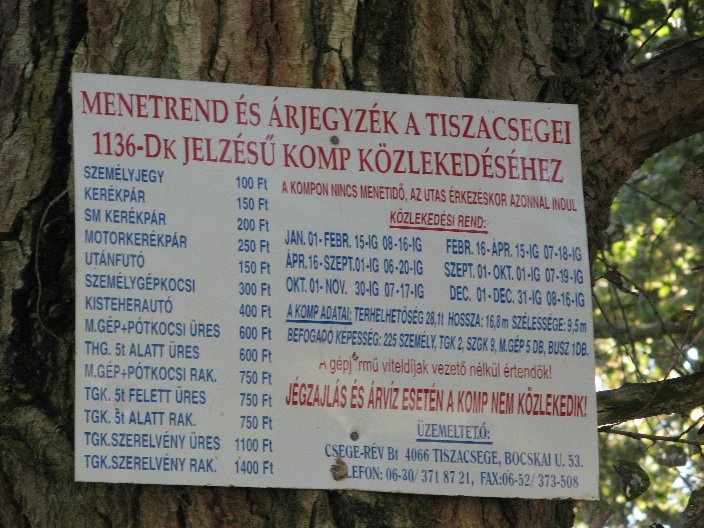 MENETREND ÉS ÁRJEGYZÉK A TISZACSEGEI
1136-DK JELZÉSŰ KOMP KÖZLEKEDÉSÉHEZ
SZEMÉLYJEGY 100 Ft
KERÉKPÁR 150 Ft
SM KERÉKPÁR 200 Ft
MOTORKERÉKPÁR 250 Ft
UTÁNFUTÓ 150 Ft
SZEMÉLYGÉPKOCSI 300 Ft
KISTEHERAUTÓ 400 Ft
M.GÉP+PÓTKOCSI ÜRES 600 Ft
THG. 5t ALATT ÜRES 600 Ft
M.GÉP+PÓTKOCSI RAK. 750 Ft
TGK. 5t FELETT ÜRES 750 Ft
TGK. 5t ALATT RAK. 750 Ft
TGK.SZERELVÉNY ÜRES 1100 Ft
TGK.SZERELVÉNY RAK. 1400 Ft
A KOMPON NINCS MENETIDŐ, AZ UTAS ÉRKEZÉSKOR AZONNAL INDUL
KÖZLEKEDÉSI REND:
JAN. 01- FEBR. 15-IG 08-16-IG FEBR. 16- ÁPR. 15-IG 07-18-IG
ÁPR.16 - SZEPT.01-IG 06-20-IG SZEPT. 01- OKT. 01-IG 07-19-IG
OKT. 01- NOV. 30-IG 07-17-IG DEC. 01 - DEC. 31-IG 08-16-IG
A KOMP ADATAI: TERHELHETŐSÉG 28,1t HOSSZA: 16,8m SZÉLESSÉGE: 9,5m
BEFOGADÓ KÉPESSÉG: 225 SZEMÉLY, TGK 2, SZGK 9, M.GÉP 5 DB, BUSZ 1DB.
A gépj rmű viteldíjak vezető nélkül értendők!
JÉGZAJLÁS ÉS ÁRVÍZ ESETÉN A KOMP NEM KÖZLEKEDIK!
ÜZEMELTETŐ:
CSEGE-RÉV Bt 4066 TISZACSEGE, BOCSKAI U. 53.
ELEFON: 06-30/ 371 87 21, FAX:06-52/ 373-508